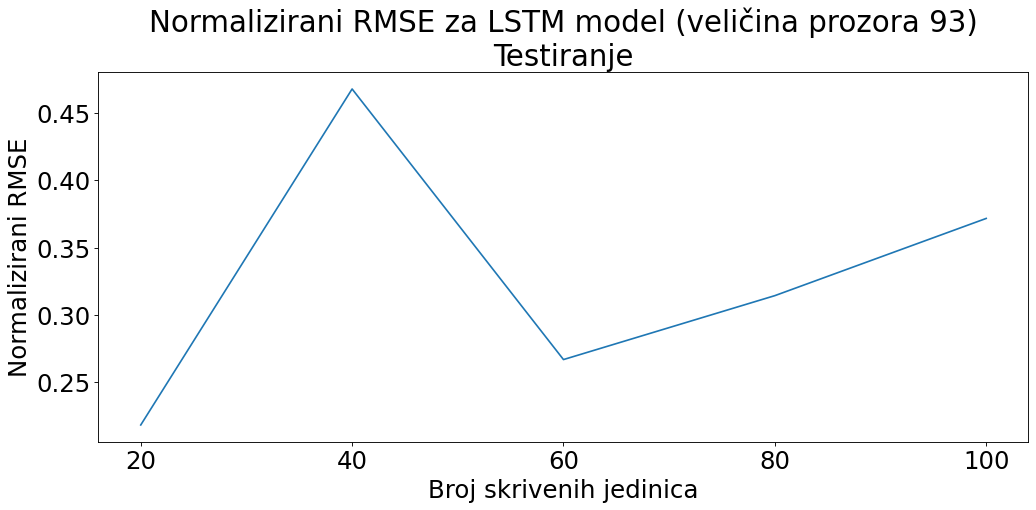 Normalizirani RMSE za LSTM model (veličina prozora 93)
Testiranje
Normalizirani RMSE
0.45
0.40
0.35
0.30
0.25
20 40 60 80 100
Broj skrivenih jedinica